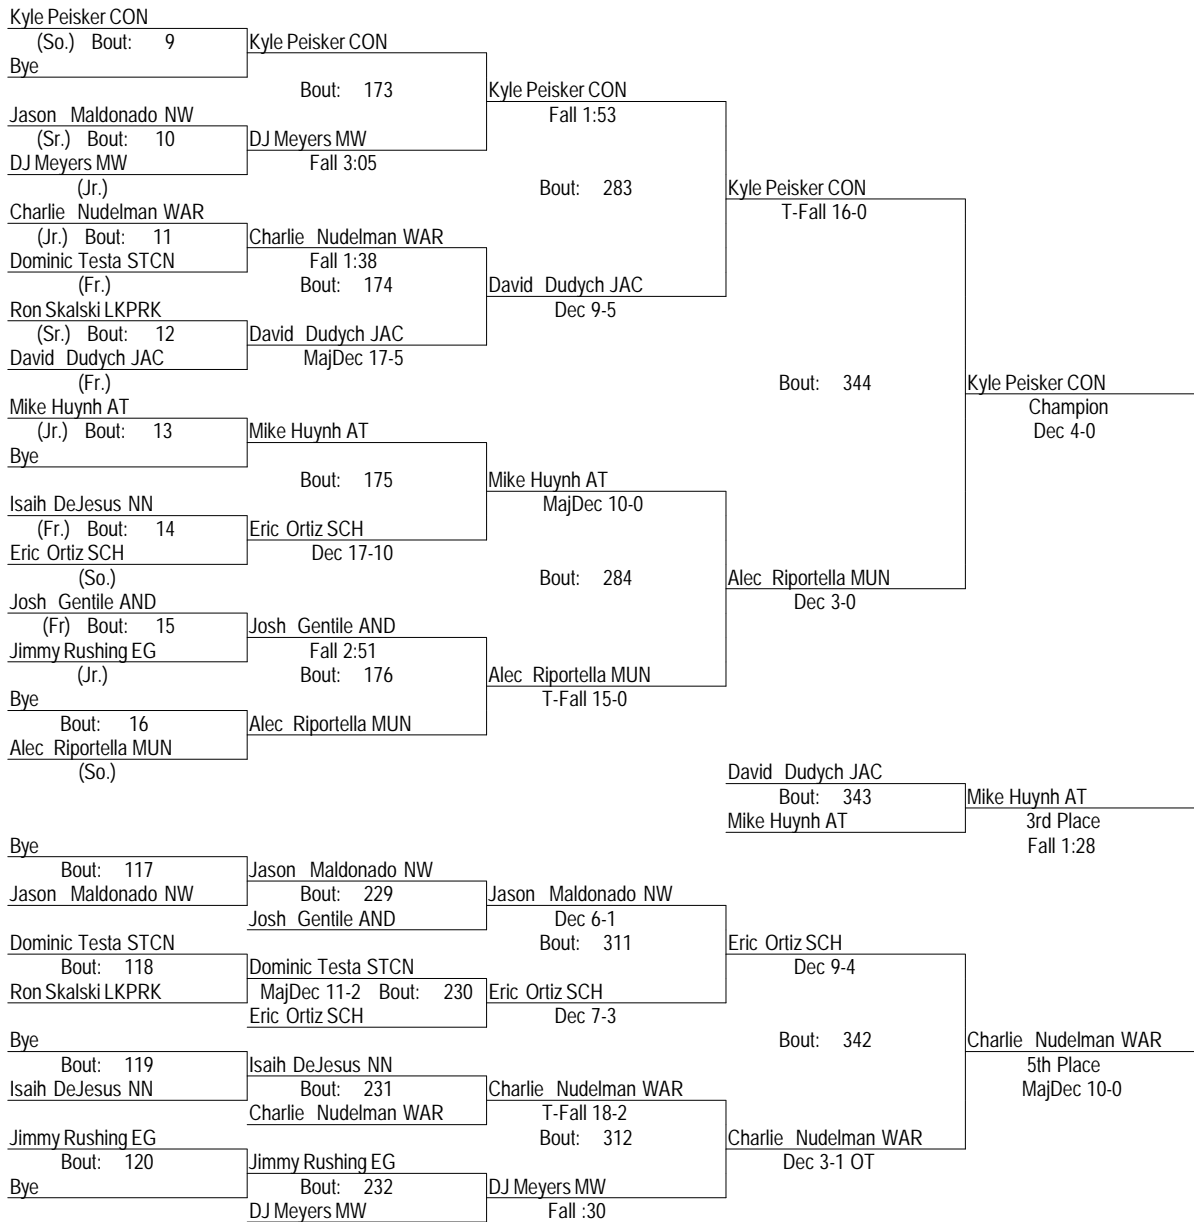 Kyle Peisker CON
(So.) Bout: 9 Kyle Peisker CON
Bye
Bout: 173 Kyle Peisker CON
Jason Maldonado NW Fall 1:53
(Sr.) Bout: 10 DJ Meyers MW
DJ Meyers MW Fall 3:05
(Jr.) Bout: 283 Kyle Peisker CON
Charlie Nudelman WAR T-Fall 16-0
(Jr.) Bout: 11 Charlie Nudelman WAR
Dominic Testa STCN Fall 1:38
(Fr.) Bout: 174 David Dudych JAC
Ron Skalski LKPRK Dec 9-5
(Sr.) Bout: 12 David Dudych JAC
David Dudych JAC MajDec 17-5
(Fr.) Bout: 344 Kyle Peisker CON
Mike Huynh AT Champion
(Jr.) Bout: 13 Mike Huynh AT Dec 4-0
Bye
Bout: 175 Mike Huynh AT
Isaih DeJesus NN MajDec 10-0
(Fr.) Bout: 14 Eric Ortiz SCH
Eric Ortiz SCH Dec 17-10
(So.) Bout: 284 Alec Riportella MUN
Josh Gentile AND Dec 3-0
(Fr) Bout: 15 Josh Gentile AND
Jimmy Rushing EG Fall 2:51
(Jr.) Bout: 176 Alec Riportella MUN
Bye T-Fall 15-0
Bout: 16 Alec Riportella MUN
Alec Riportella MUN
(So.) David Dudych JAC
Bout: 343 Mike Huynh AT
Mike Huynh AT 3rd Place
Bye Fall 1:28
Bout: 117 Jason Maldonado NW
Jason Maldonado NW Bout: 229 Jason Maldonado NW
Josh Gentile AND Dec 6-1
Dominic Testa STCN Bout: 311 Eric Ortiz SCH
Bout: 118 Dominic Testa STCN Dec 9-4
Ron Skalski LKPRK MajDec 11-2 Bout: 230 Eric Ortiz SCH
Eric Ortiz SCH Dec 7-3
Bye Bout: 342 Charlie Nudelman WAR
Bout: 119 Isaih DeJesus NN 5th Place
Isaih DeJesus NN Bout: 231 Charlie Nudelman WAR MajDec 10-0
Charlie Nudelman WAR T-Fall 18-2
Jimmy Rushing EG Bout: 312 Charlie Nudelman WAR
Bout: 120 Jimmy Rushing EG Dec 3-1 OT
Bye Bout: 232 DJ Meyers MW
DJ Meyers MW Fall :30